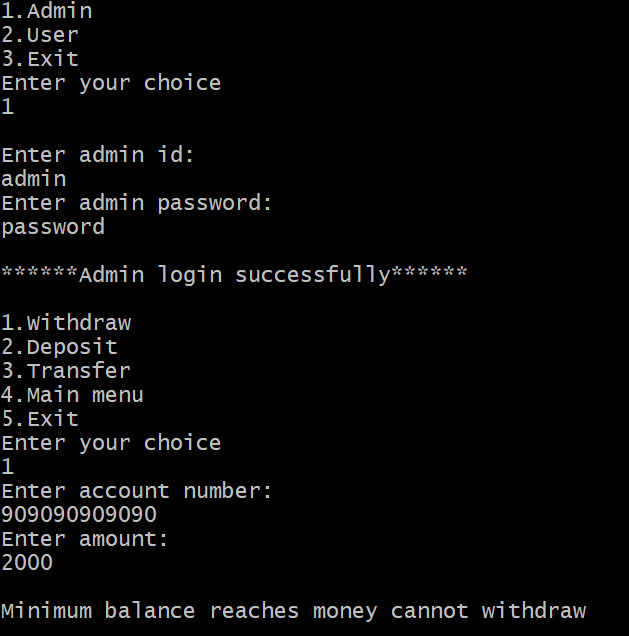 1.Admin
2.User
3.Exit
Enter your choice
1
Enter admin id:
admin
Enter admin password:
password
******Admin login successfully******
1.Withdraw
2.Deposit
3.Transfer
4.Main menu
5.Exit
Enter your choice
1
Enter account number:
909090909090
Enter amount:
2000
Minimum balance reaches money cannot withdraw